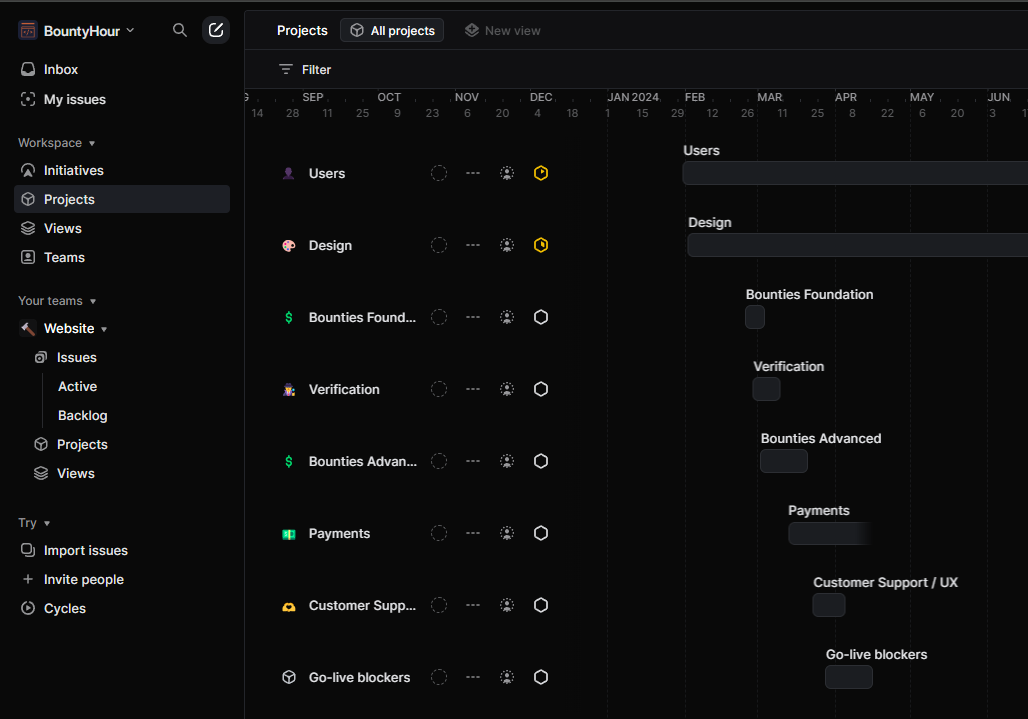 BountyHour
Inbox
My issues
Workspace
Initiatives
Projects
Views
Teams
Your teams
Website
Issues
Active
Backlog
Projects
Views
Try
Import issues
Invite people
Cycles
Projects
All projects
New view
Filter
SEP OCT NOV DEC JAN 2024 FEB MAR APR MAY JUN
14 28 11 25 9 23 6 20 4 18 1 15 29 12 26 11 25 8 22 6 20 3
Users
Users
Design
Design
Bounties Found...
Bounties Foundation
Verification
Verification
Bounties Advan...
Bounties Advanced
Payments
Payments
Customer Supp...
Customer Support / UX
Go-live blockers
Go-live blockers